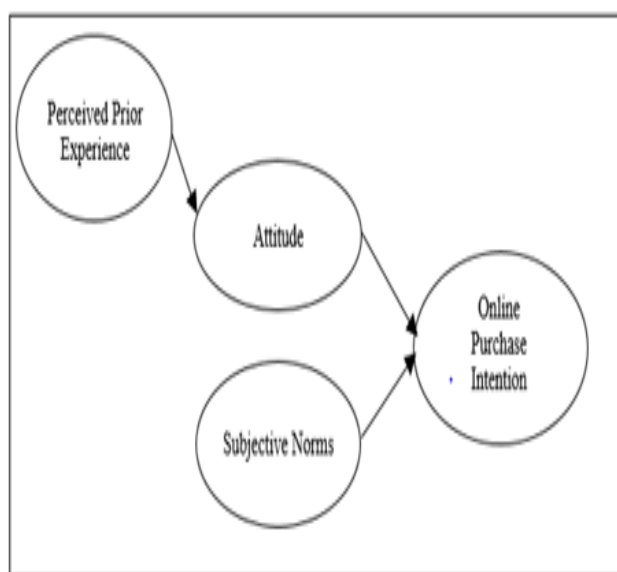 Perceived Prior
Experience
Attitude
Online
Purchase
Intention
Subjective Norms